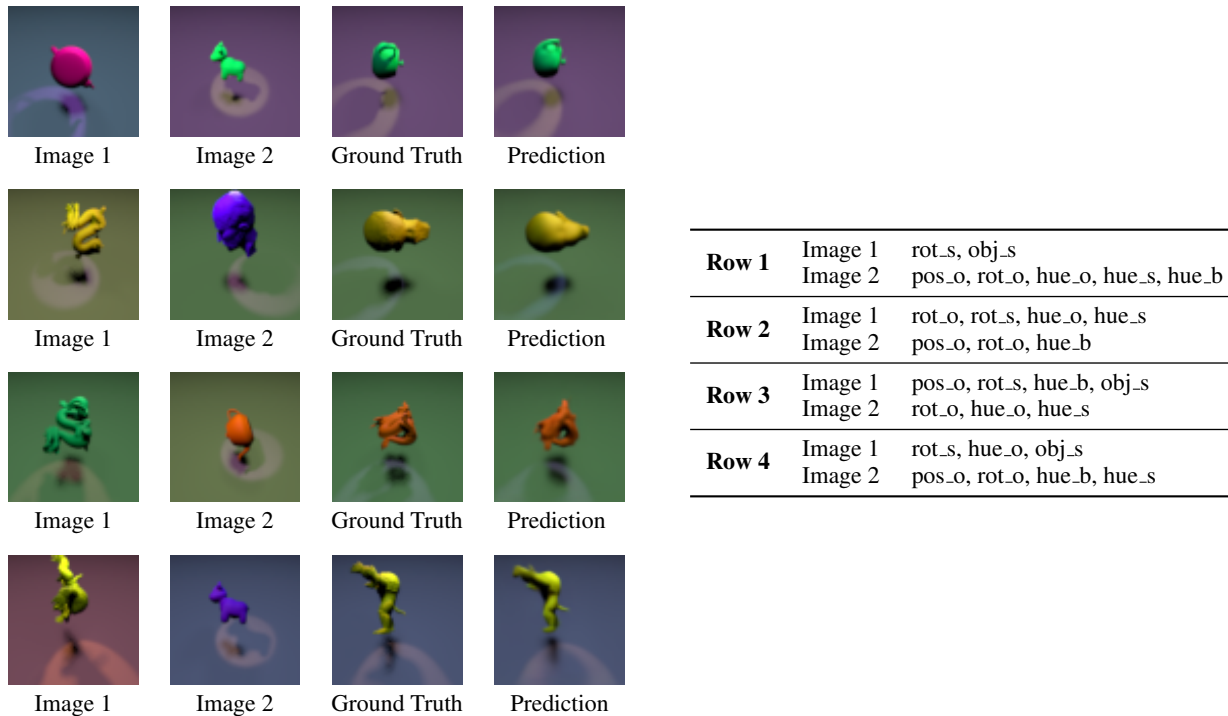 Image 1 Image 2 Ground Truth Prediction
Image 1 Image 2 Ground Truth Prediction
Image 1 Image 2 Ground Truth Prediction
Image 1 Image 2 Ground Truth Prediction
Row 1 Image 1 rot_s, obj_s
Image 2 pos_o, rot_o, hue_o, hue_s, hue_b
Row 2 Image 1 rot_o, rot_s, hue_o, hue_s
Image 2 pos_o, rot_o, hue_b
Row 3 Image 1 pos_o, rot_s, hue_b, obj_s
Image 2 rot_o, hue_o, hue_s
Row 4 Image 1 rot_s, hue_o, obj_s
Image 2 pos_o, rot_o, hue_b, hue_s